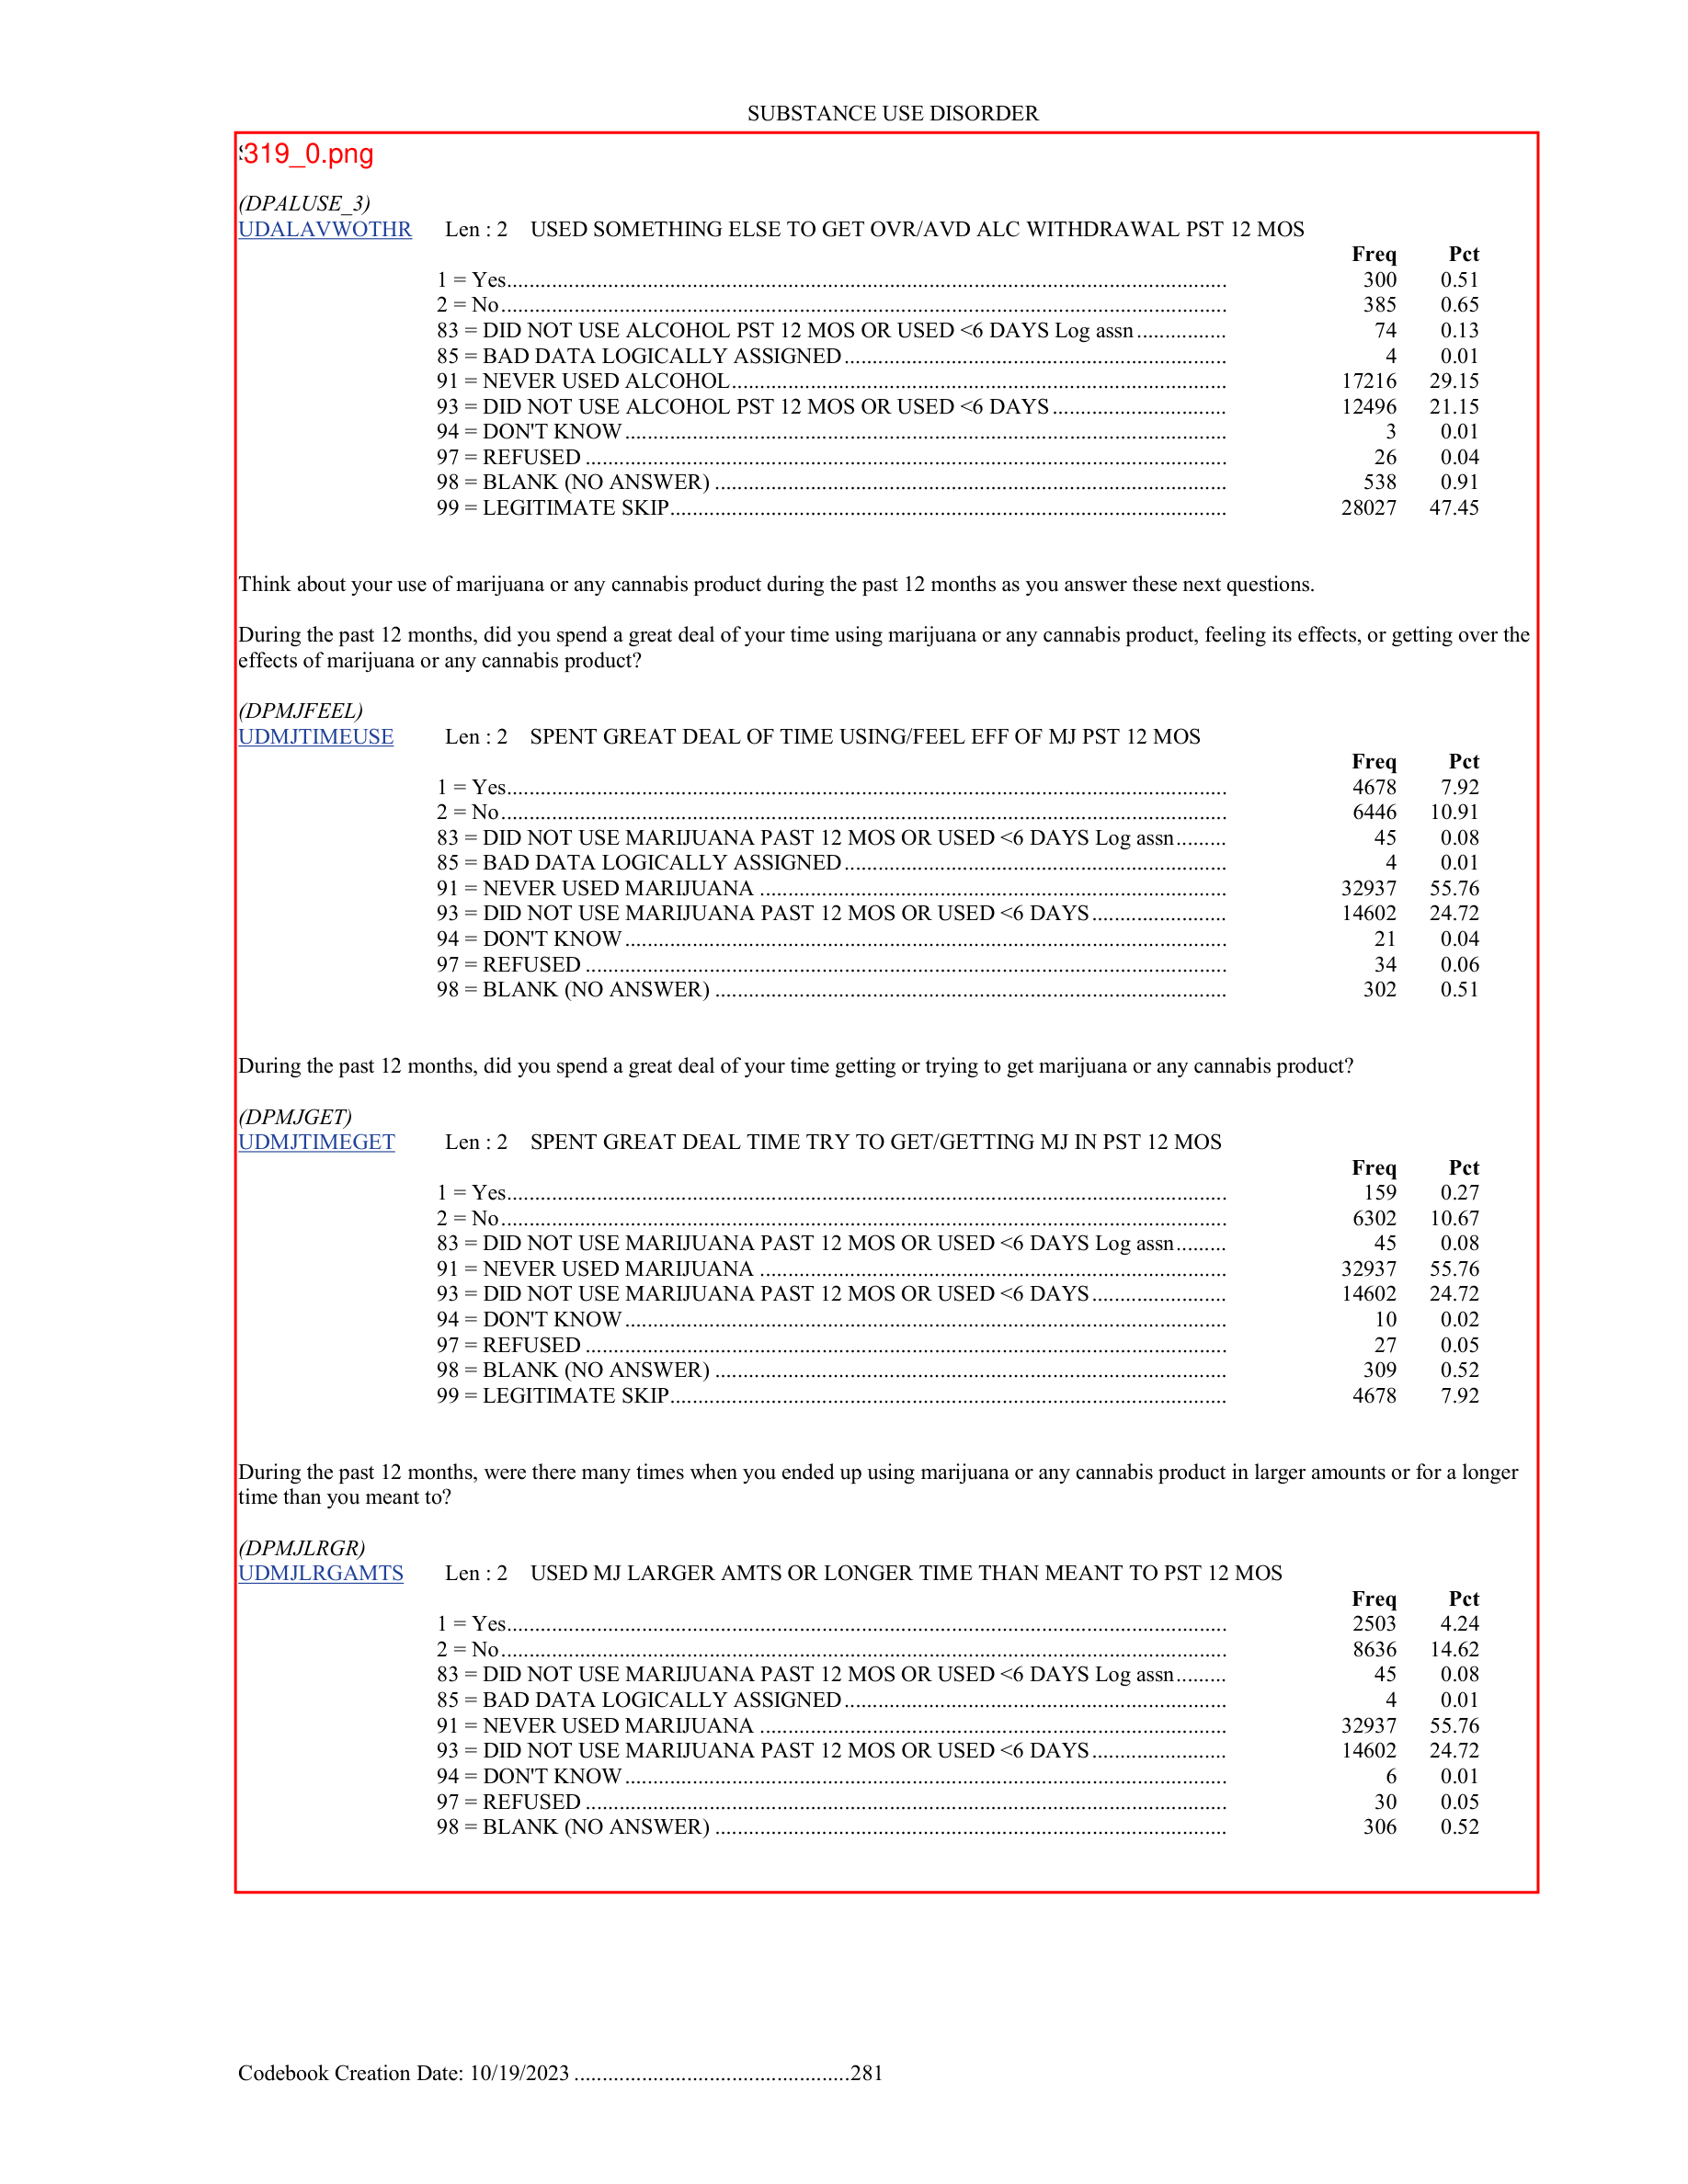 SUBSTANCE USE DISORDER
319_0.png
(DPALUSE_3)
UDALAVWOTHR Len : 2 USED SOMETHING ELSE TO GET OVR/AVD ALC WITHDRAWAL PST 12 MOS
Freq Pct
1 = Yes 300 0.51
2 = No 385 0.65
83 = DID NOT USE ALCOHOL PST 12 MOS OR USED <6 DAYS Log assn 74 0.13
85 = BAD DATA LOGICALLY ASSIGNED 4 0.01
91 = NEVER USED ALCOHOL 17216 29.15
93 = DID NOT USE ALCOHOL PST 12 MOS OR USED <6 DAYS 12496 21.15
94 = DON'T KNOW 3 0.01
97 = REFUSED 26 0.04
98 = BLANK (NO ANSWER) 538 0.91
99 = LEGITIMATE SKIP 28027 47.45
Think about your use of marijuana or any cannabis product during the past 12 months as you answer these next questions.
During the past 12 months, did you spend a great deal of your time using marijuana or any cannabis product, feeling its effects, or getting over the
effects of marijuana or any cannabis product?
(DPMJFEEL)
UDMJTIMEUSE Len : 2 SPENT GREAT DEAL OF TIME USING/FEEL EFF OF MJ PST 12 MOS
Freq Pct
1 = Yes 4678 7.92
2 = No 6446 10.91
83 = DID NOT USE MARIJUANA PAST 12 MOS OR USED <6 DAYS Log assn 45 0.08
85 = BAD DATA LOGICALLY ASSIGNED 4 0.01
91 = NEVER USED MARIJUANA 32937 55.76
93 = DID NOT USE MARIJUANA PAST 12 MOS OR USED <6 DAYS 14602 24.72
94 = DON'T KNOW 21 0.04
97 = REFUSED 34 0.06
98 = BLANK (NO ANSWER) 302 0.51
During the past 12 months, did you spend a great deal of your time getting or trying to get marijuana or any cannabis product?
(DPMJGET)
UDMJTIMEGET Len : 2 SPENT GREAT DEAL TIME TRY TO GET/GETTING MJ IN PST 12 MOS
Freq Pct
1 = Yes 159 0.27
2 = No 6302 10.67
83 = DID NOT USE MARIJUANA PAST 12 MOS OR USED <6 DAYS Log assn 45 0.08
91 = NEVER USED MARIJUANA 32937 55.76
93 = DID NOT USE MARIJUANA PAST 12 MOS OR USED <6 DAYS 14602 24.72
94 = DON'T KNOW 10 0.02
97 = REFUSED 27 0.05
98 = BLANK (NO ANSWER) 309 0.52
99 = LEGITIMATE SKIP 4678 7.92
During the past 12 months, were there many times when you ended up using marijuana or any cannabis product in larger amounts or for a longer
time than you meant to?
(DPMJLRGR)
UDMJLRGAMTS Len : 2 USED MJ LARGER AMTS OR LONGER TIME THAN MEANT TO PST 12 MOS
Freq Pct
1 = Yes 2503 4.24
2 = No 8636 14.62
83 = DID NOT USE MARIJUANA PAST 12 MOS OR USED <6 DAYS Log assn 45 0.08
85 = BAD DATA LOGICALLY ASSIGNED 4 0.01
91 = NEVER USED MARIJUANA 32937 55.76
93 = DID NOT USE MARIJUANA PAST 12 MOS OR USED <6 DAYS 14602 24.72
94 = DON'T KNOW 6 0.01
97 = REFUSED 30 0.05
98 = BLANK (NO ANSWER) 306 0.52
Codebook Creation Date: 10/19/2023 .................................................281